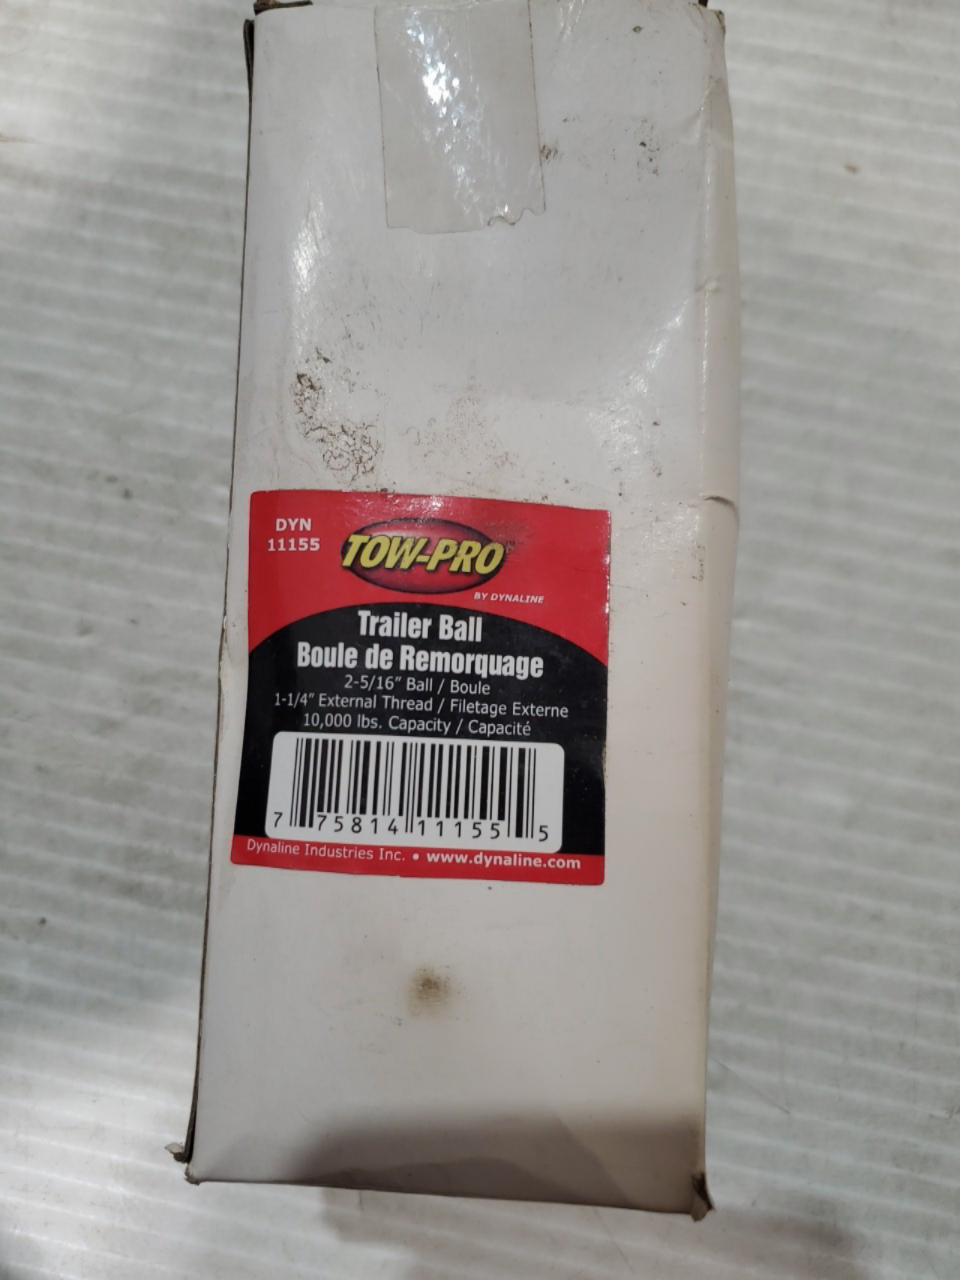 DYN
11155
TOW-PRO
BY DYNALINE
Trailer Ball
Boule de Remorquage
2-5/16" Ball / Boule
1-1/4" External Thread / Filetage Externe
10,000 lbs. Capacity / Capacité
7 75814 11155 5
Dynaline Industries Inc. • www.dynaline.com